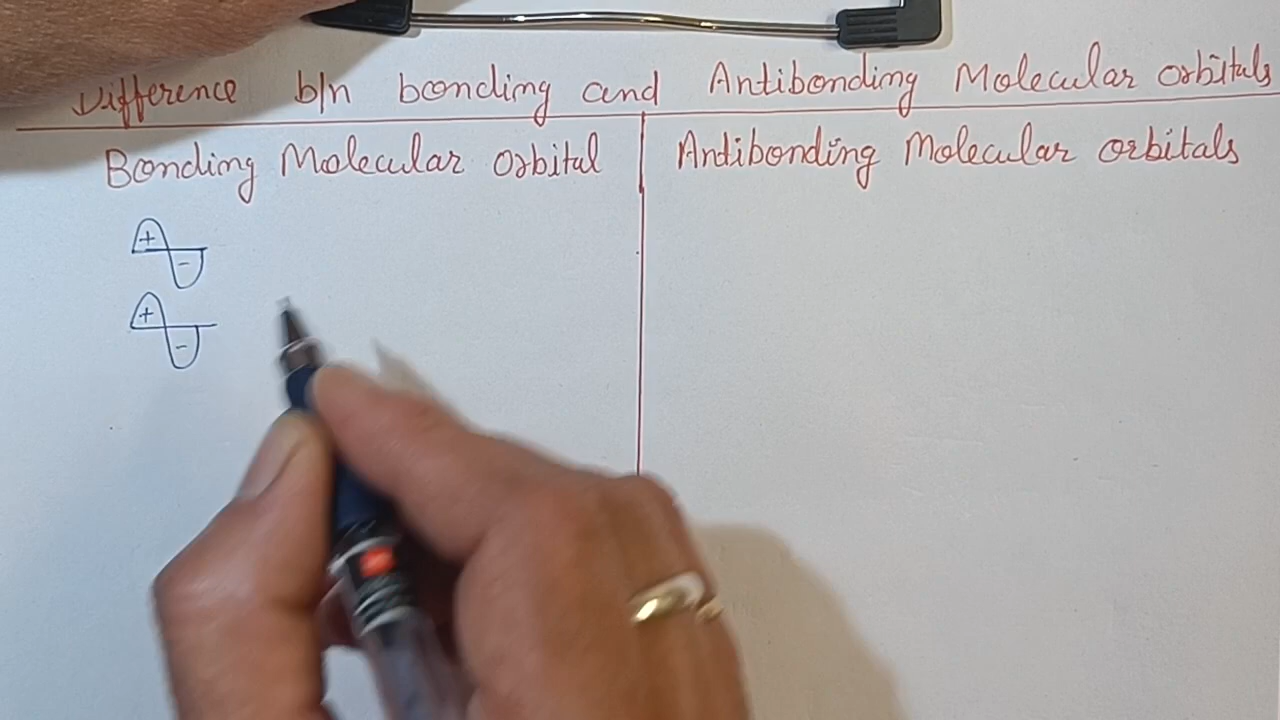 Difference b/n bonding and Antibonding Molecular orbitals
Bonding Molecular Orbital
Antibonding Molecular orbitals
+
-
+
-